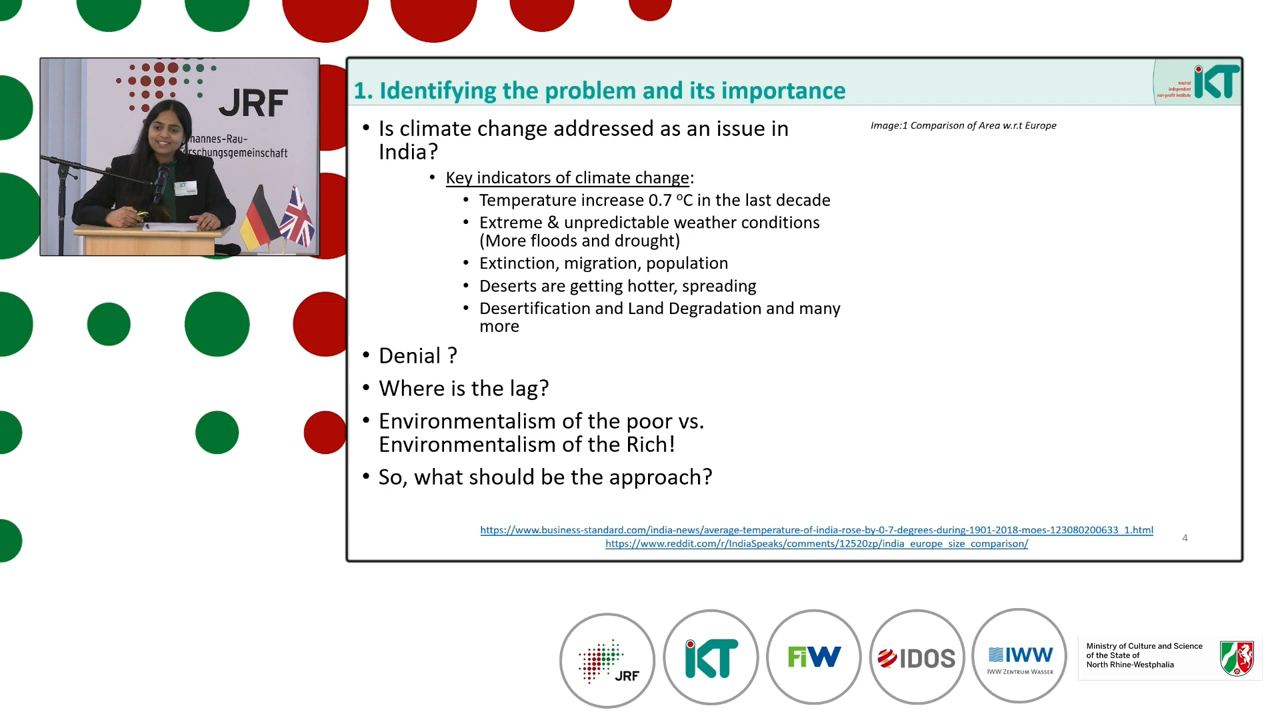 JRF
hannes-Rau-
rschungsgemeinschaft
iKT
1. Identifying the problem and its importance
neutral
independent
non-profit institute
IKT
• Is climate change addressed as an issue in
India?
• Key indicators of climate change:
• Temperature increase 0.7 ºC in the last decade
• Extreme & unpredictable weather conditions
(More floods and drought)
• Extinction, migration, population
• Deserts are getting hotter, spreading
• Desertification and Land Degradation and many
more
• Denial ?
• Where is the lag?
• Environmentalism of the poor vs.
Environmentalism of the Rich!
• So, what should be the approach?
Image:1 Comparison of Area w.r.t Europe
https://www.business-standard.com/india-news/average-temperature-of-india-rose-by-0-7-degrees-during-1901-2018-moes-123080200633_1.html
https://www.reddit.com/r/IndiaSpeaks/comments/12520zp/india_europe_size_comparison/
4
JRF
IKT
FiW
IDOS
IWW
IWW ZENTRUM WASSER
Ministry of Culture and Science
of the State of
North Rhine-Westphalia